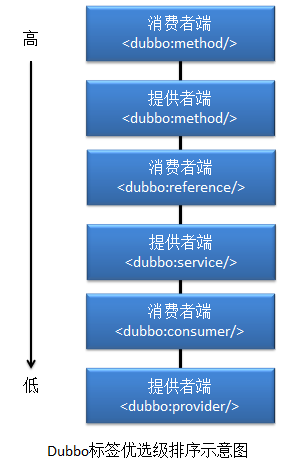 高
消费者端
<dubbo:method/>
提供者端
<dubbo:method/>
消费者端
<dubbo:reference/>
提供者端
<dubbo:service/>
消费者端
<dubbo:consumer/>
低
提供者端
<dubbo:provider/>
Dubbo标签优选级排序示意图